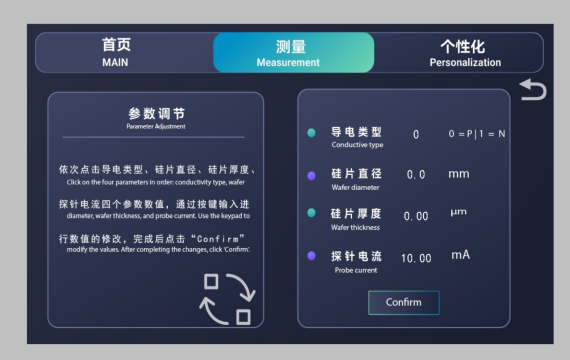 首页
MAIN
测量
Measurement
个性化
Personalization
参数调节
Parameter Adjustment
依次点击导电类型、硅片直径、硅片厚度、
Click on the four parameters in order: conductivity type, wafer
探针电流四个参数数值，通过按键输入进
diameter, wafer thickness, and probe current. Use the keypad to
行数值的修改，完成后点击“Confirm”
modify the values. After completing the changes, click 'Confirm'.
导电类型 0 0=P|1=N
Conductive type
硅片直径 0.0 mm
Wafer diameter
硅片厚度 0.00 μm
Wafer thickness
探针电流 10.00 mA
Probe current
Confirm